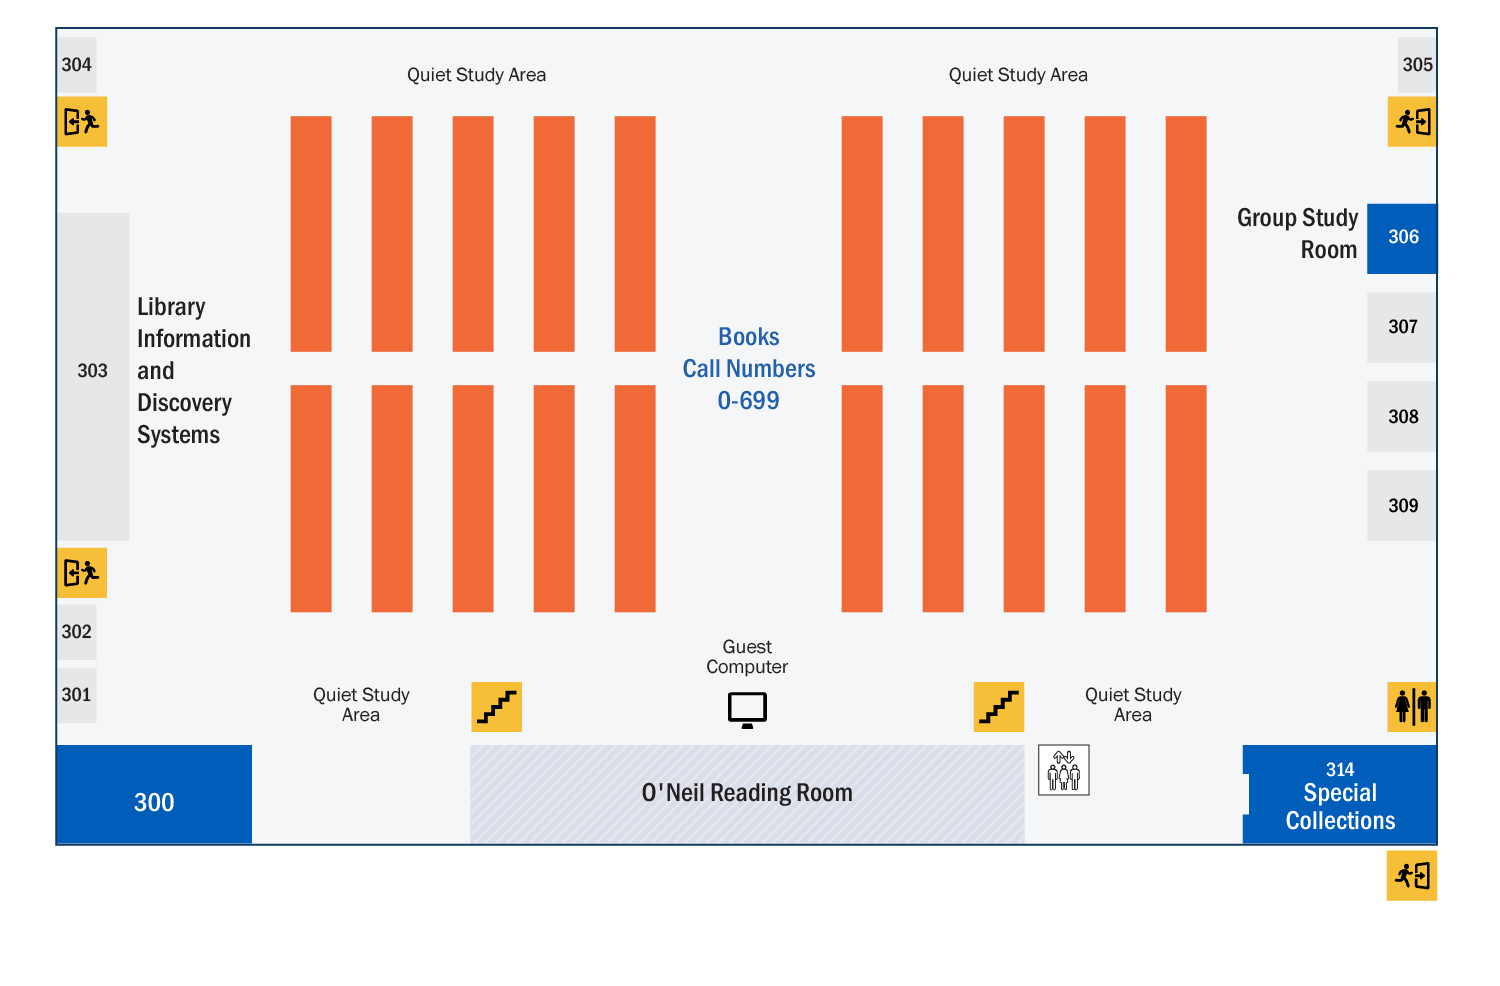 304
Quiet Study Area
Quiet Study Area
305
Group Study
Room
306
Library
Information
and
Discovery
Systems
303
Books
Call Numbers
0-699
307
308
309
302
301
Guest
Computer
Quiet Study
Area
Quiet Study
Area
300
O'Neil Reading Room
314
Special
Collections